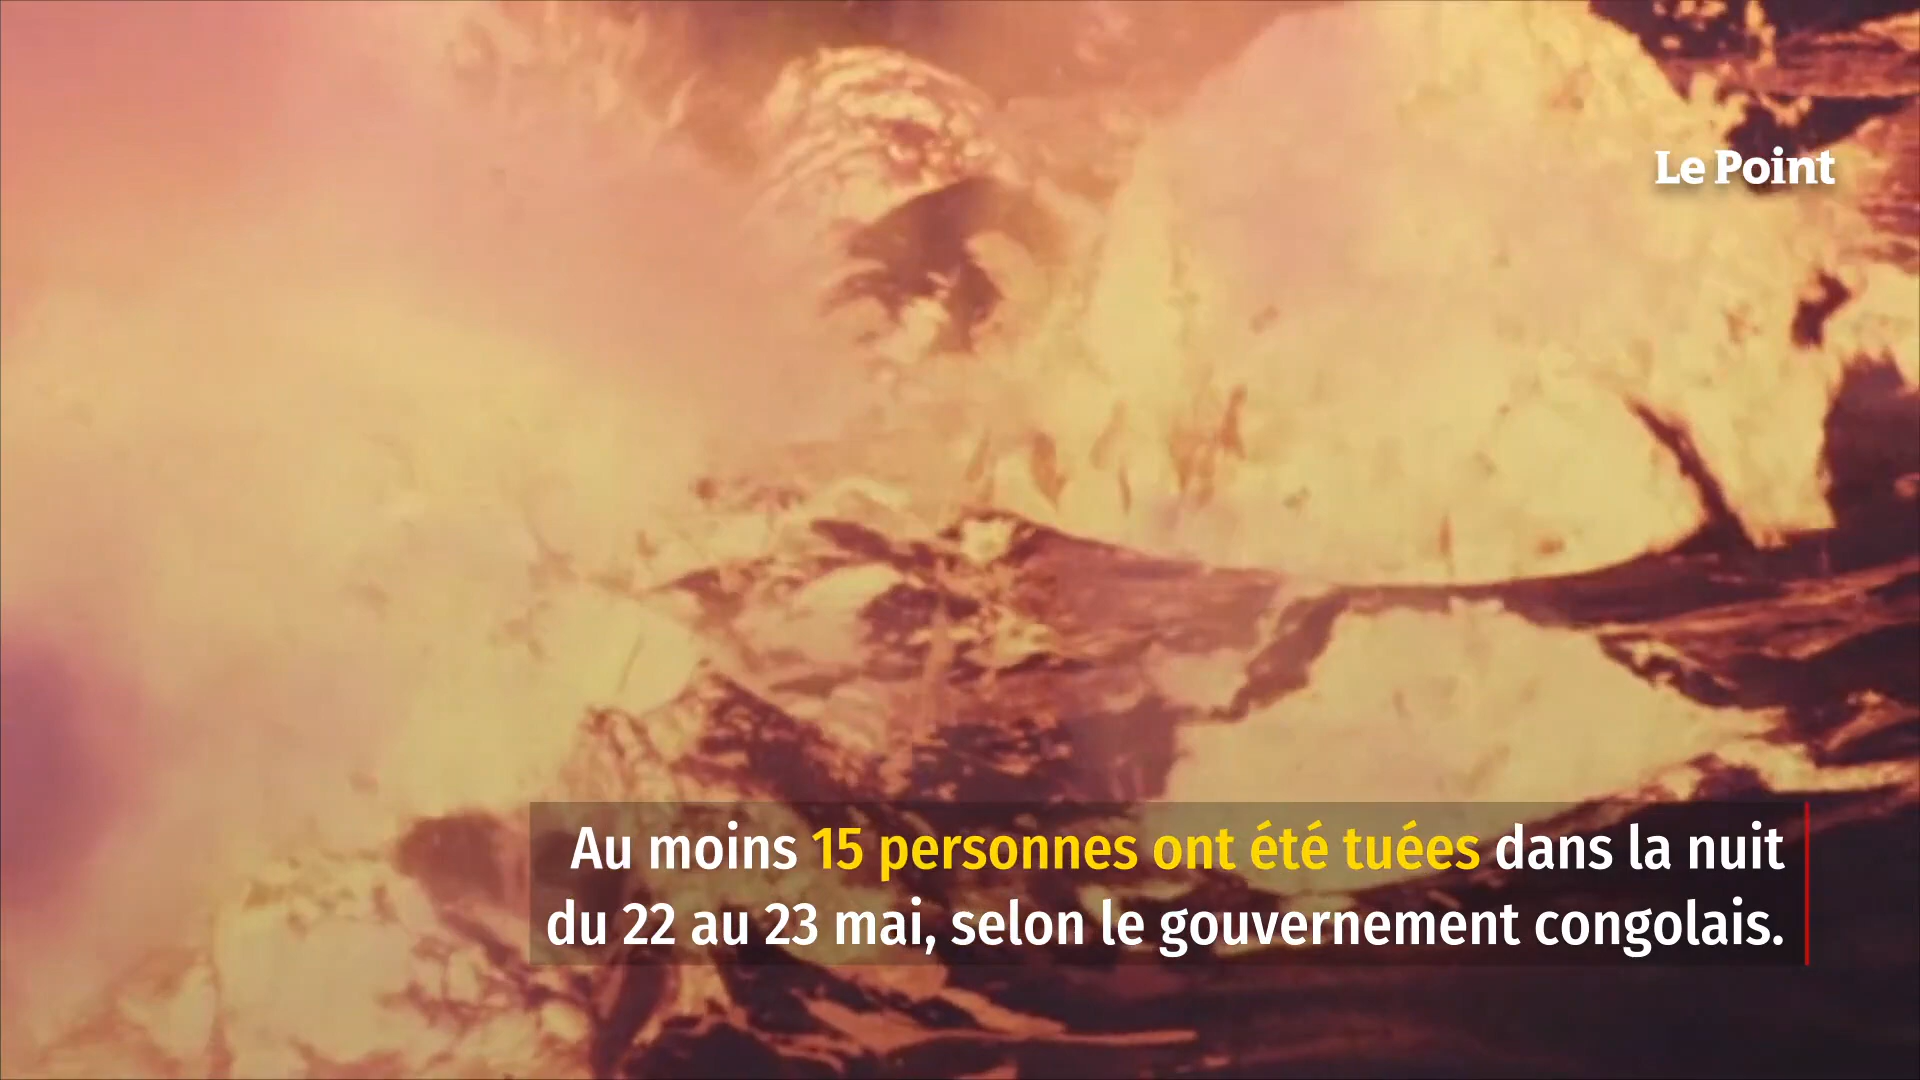 Le Point
Au moins 15 personnes ont été tuées dans la nuit
du 22 au 23 mai, selon le gouvernement congolais.